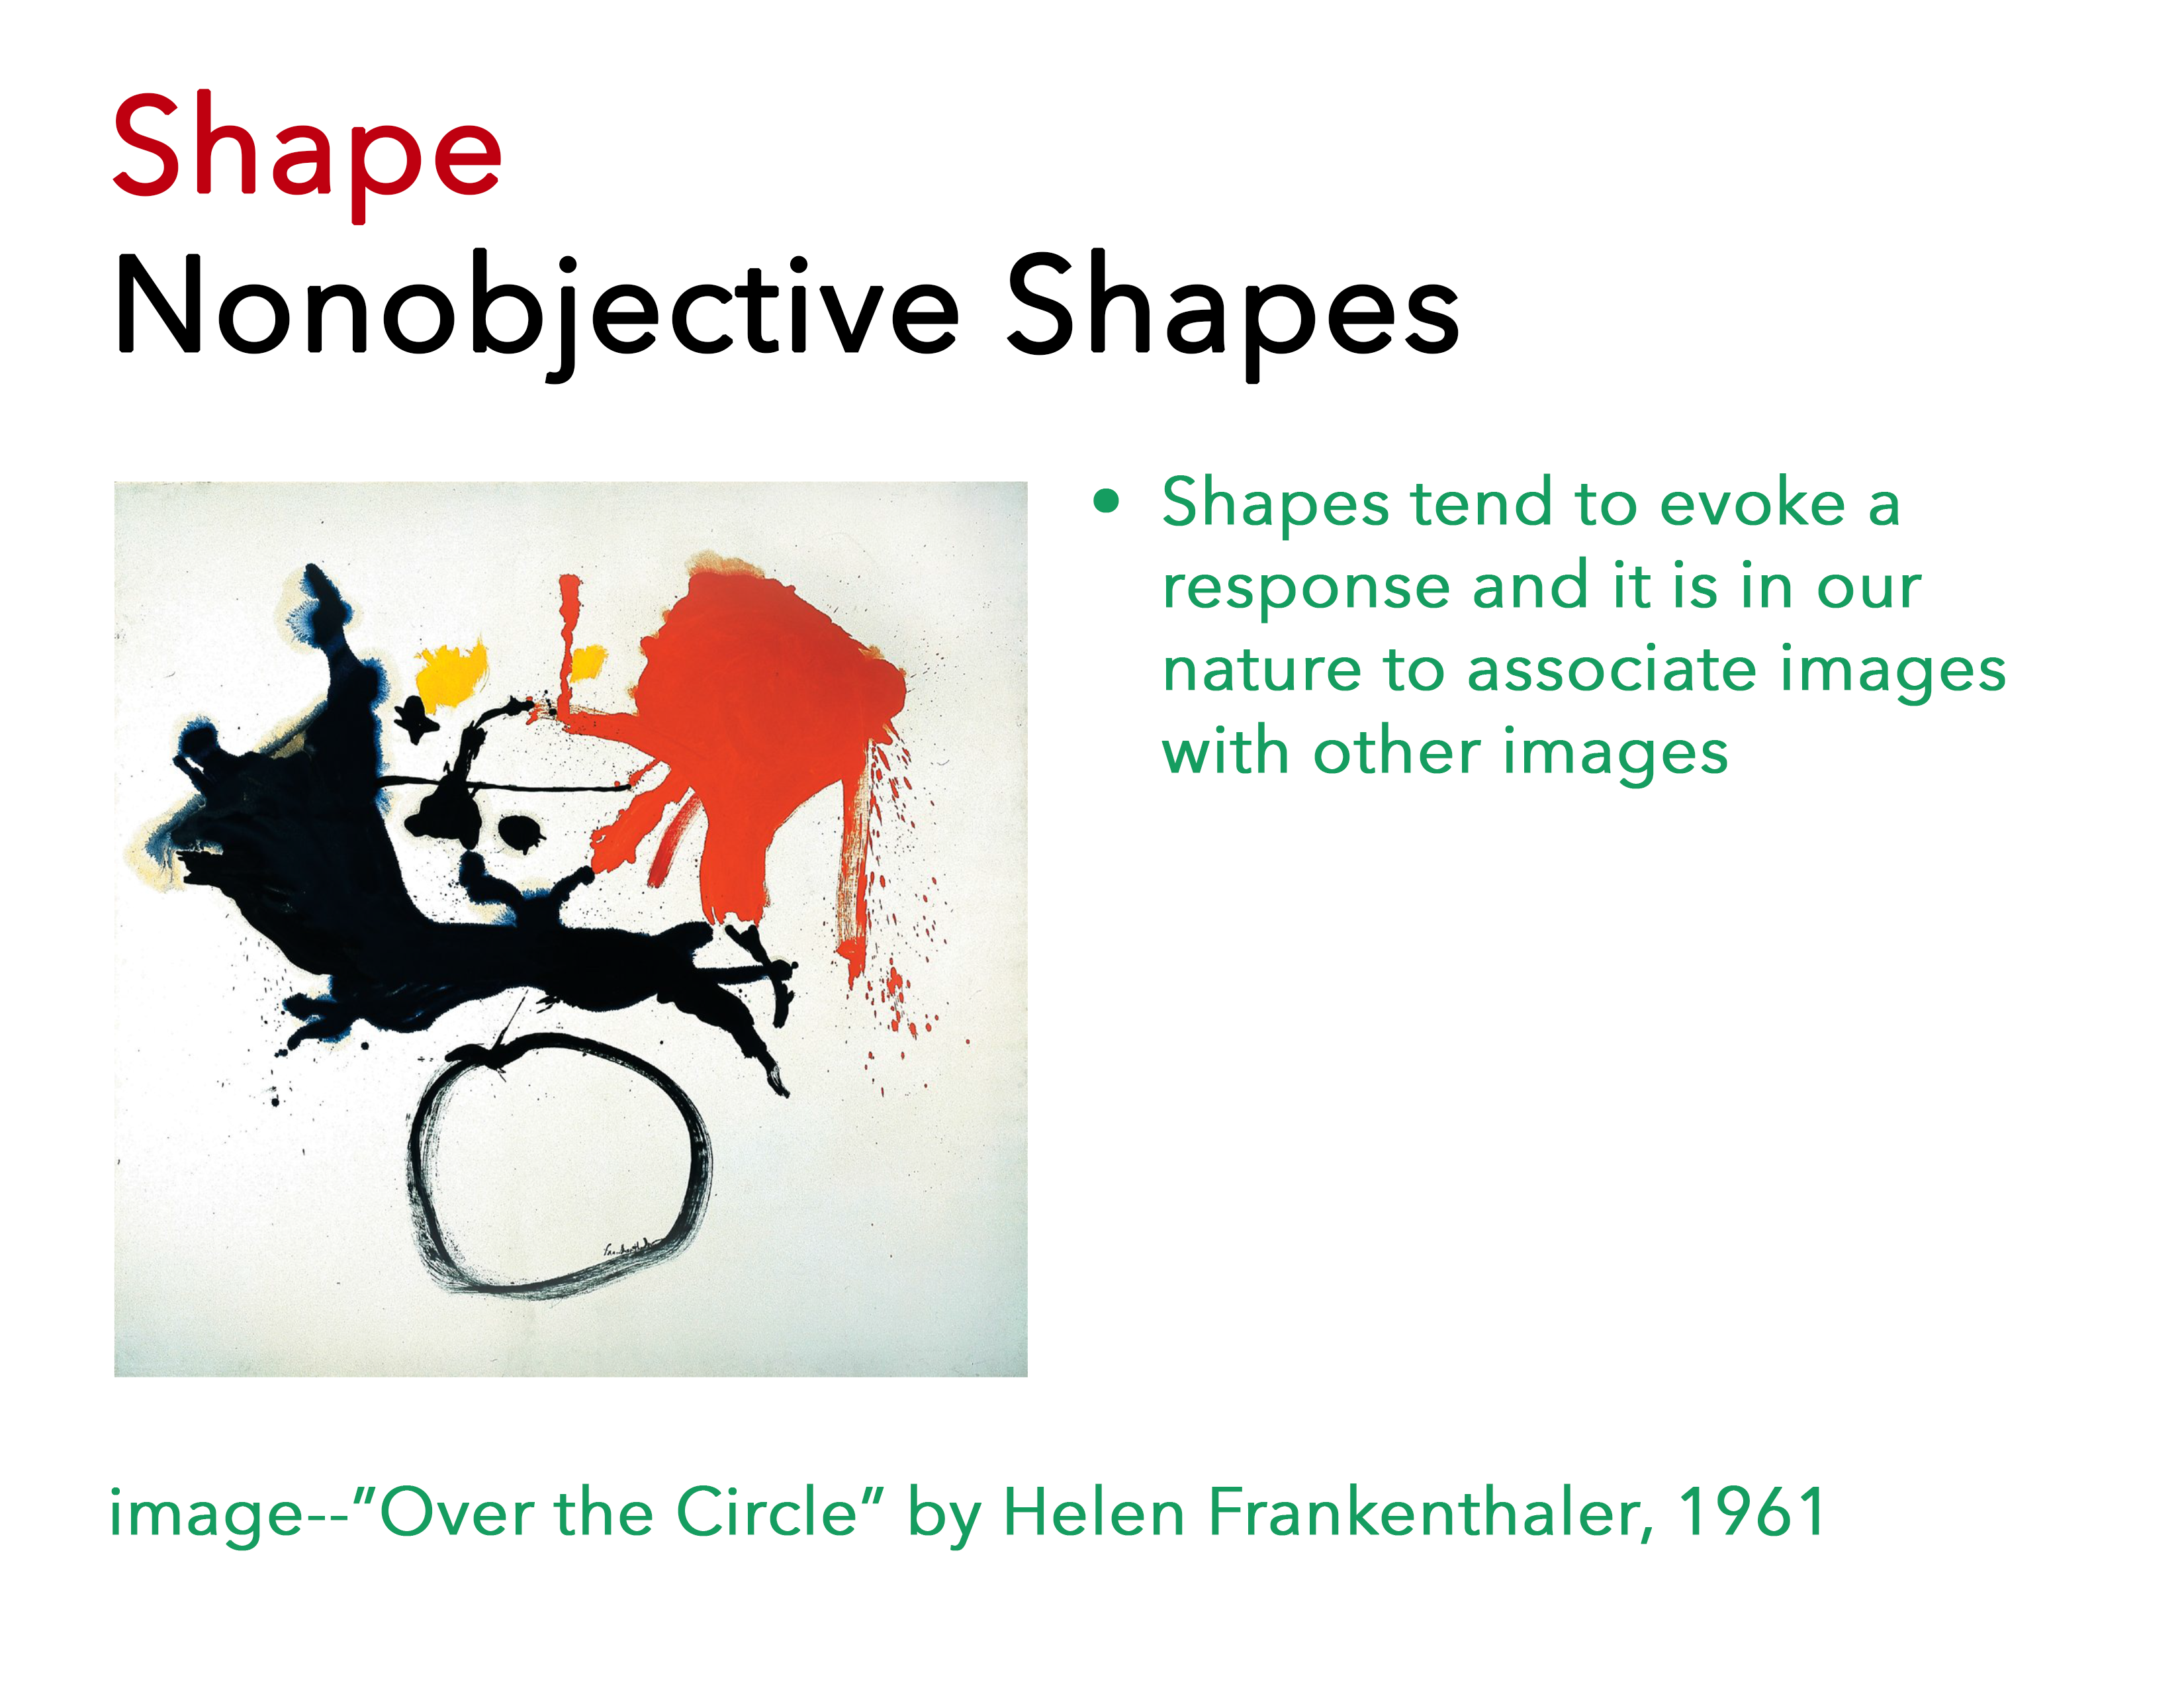 Shape
Nonobjective Shapes
• Shapes tend to evoke a
response and it is in our
nature to associate images
with other images
Frankenthaler
image--"Over the Circle" by Helen Frankenthaler, 1961